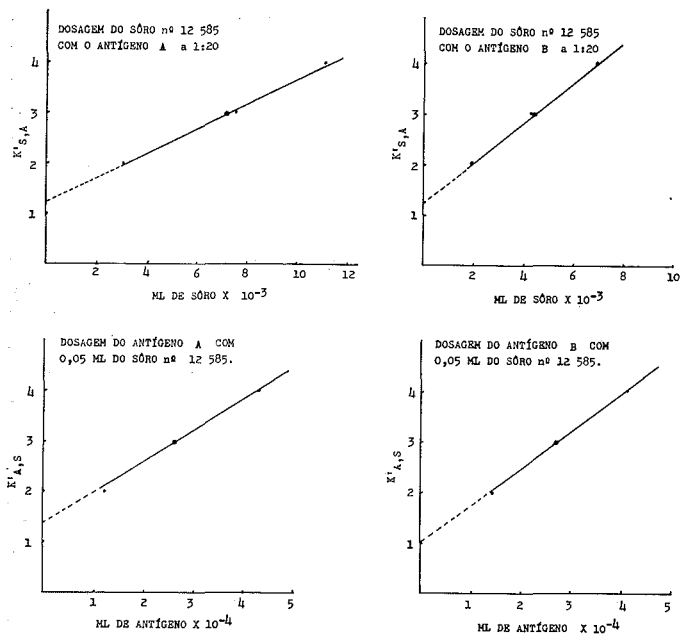 DOSAGEM DO SÔRO nº 12 585
COM O ANTÍGENO A a 1:20
4
3
2
1
K'S,A
2
4
6
8
10
12
ML DE SÔRO X 10-3
DOSAGEM DO SÔRO nº 12 585
COM O ANTÍGENO B a 1:20
4
3
2
1
K'S,A
2
4
6
8
10
ML DE SÔRO X 10-3
DOSAGEM DO ANTÍGENO A COM
0,05 ML DO SÔRO nº 12 585.
4
3
2
1
K'A,S
1
2
3
4
5
ML DE ANTÍGENO X 10-4
DOSAGEM DO ANTÍGENO B COM
0,05 ML DO SÔRO nº 12 585.
4
3
2
1
K'A,S
1
2
3
4
5
ML DE ANTÍGENO X 10-4